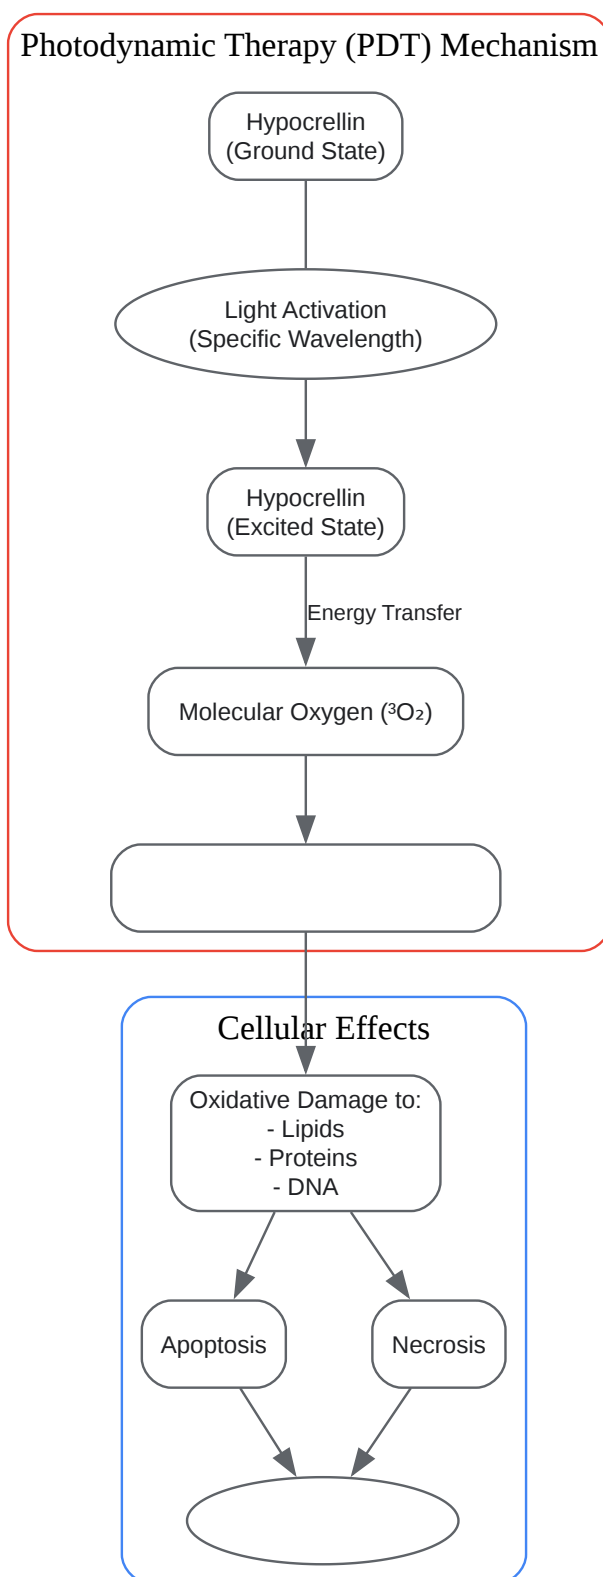 Photodynamic Therapy (PDT) Mechanism
Hypocrellin
(Ground State)
Light Activation
(Specific Wavelength)
Hypocrellin
(Excited State)
Energy Transfer
Molecular Oxygen (³O₂)
Cellular Effects
Oxidative Damage to:
- Lipids
- Proteins
- DNA
Apoptosis
Necrosis